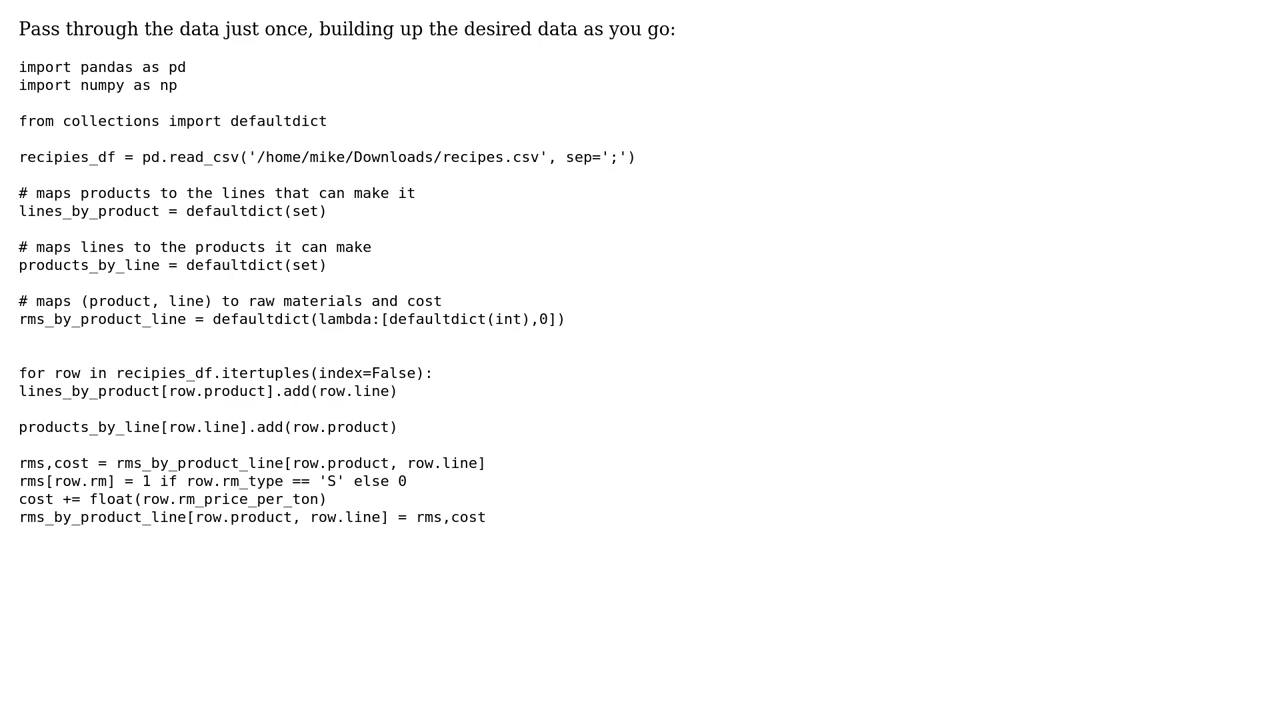 Pass through the data just once, building up the desired data as you go:
import pandas as pd
import numpy as np
from collections import defaultdict
recipies_df = pd.read_csv('/home/mike/Downloads/recipes.csv', sep=';')
# maps products to the lines that can make it
lines_by_product = defaultdict(set)
# maps lines to the products it can make
products_by_line = defaultdict(set)
# maps (product, line) to raw materials and cost
rms_by_product_line = defaultdict(lambda:[defaultdict(int),0])
for row in recipies_df.itertuples(index=False):
lines_by_product[row.product].add(row.line)
products_by_line[row.line].add(row.product)
rms,cost = rms_by_product_line[row.product, row.line]
rms[row.rm] = 1 if row.rm_type == 'S' else 0
cost += float(row.rm_price_per_ton)
rms_by_product_line[row.product, row.line] = rms,cost